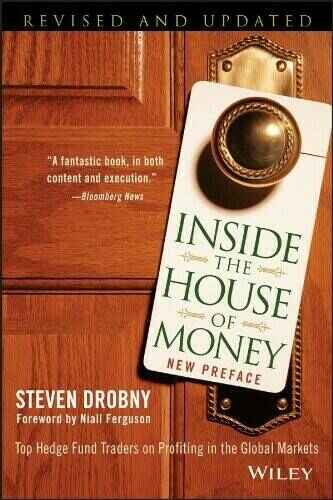 REVISED AND UPDATED
"A fantastic book, in both
content and execution."
—Bloomberg News
INSIDE
THE
HOUSE
OF
MONEY
NEW PREFACE
STEVEN DROBNY
Foreword by Niall Ferguson
Top Hedge Fund Traders on Profiting in the Global Markets
WILEY